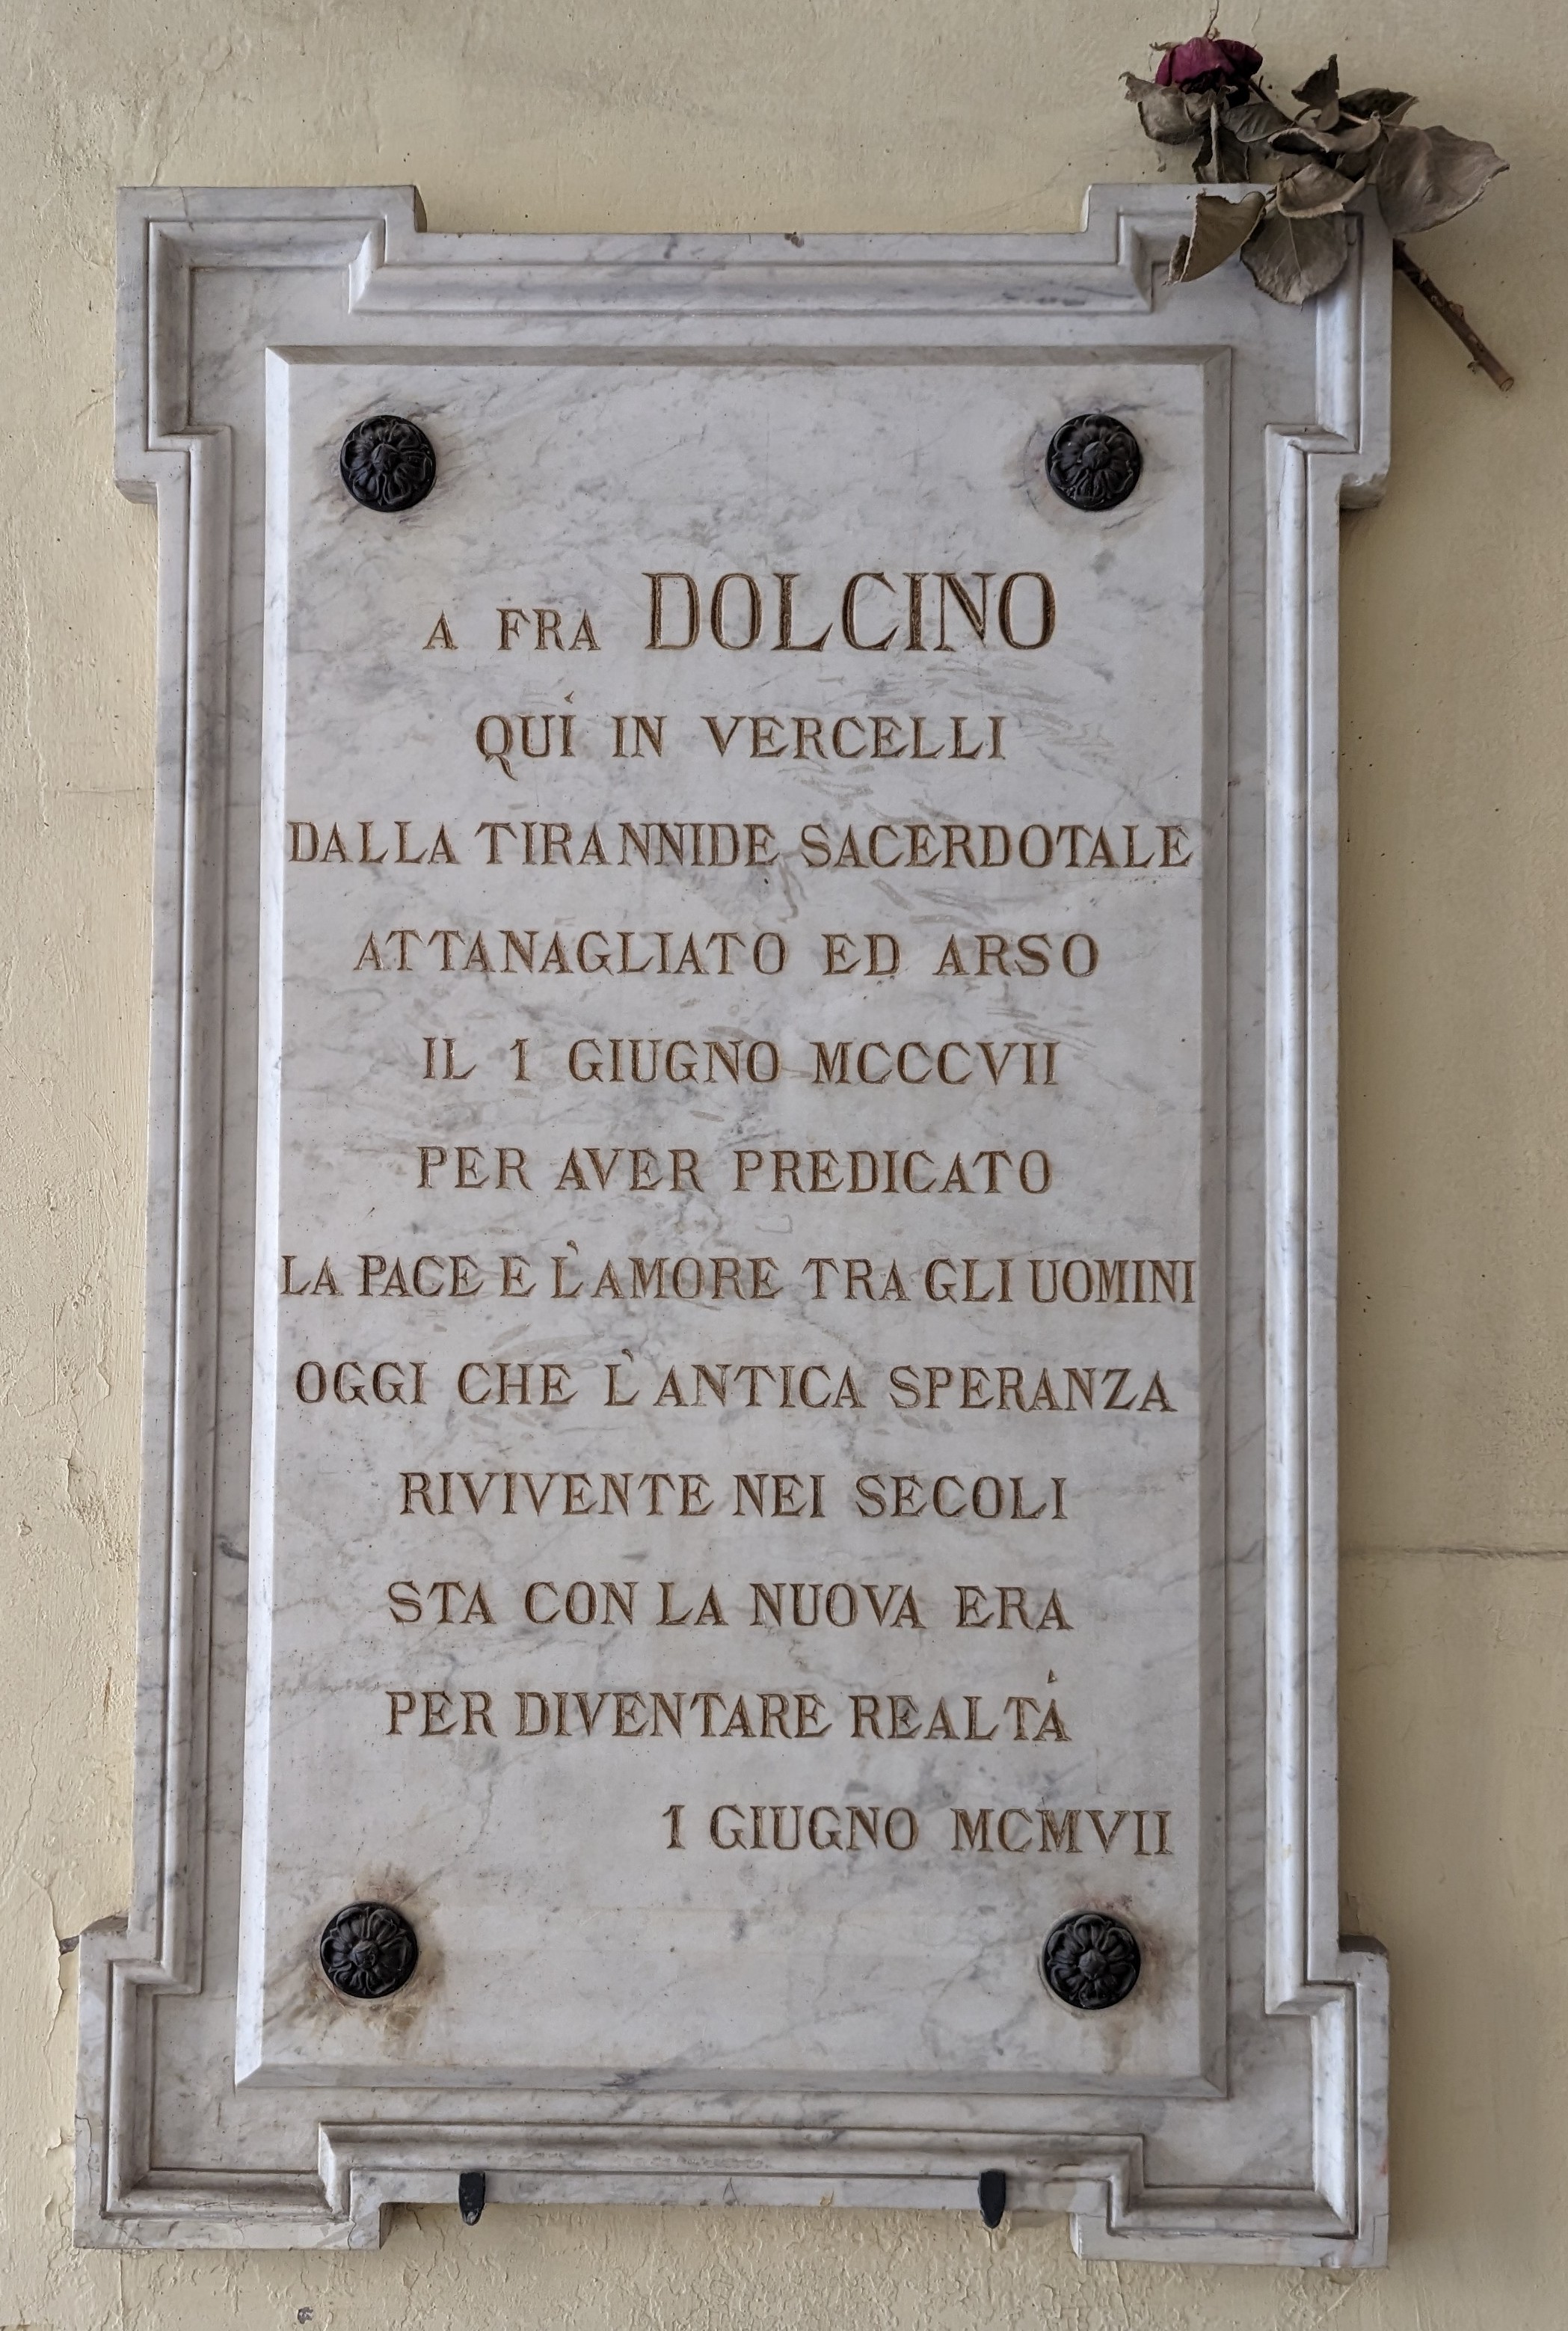 A FRA DOLCINO
QUÍ IN VERCELLI
DALLA TIRANNIDE SACERDOTALE
ATTANAGLIATO ED ARSO
IL 1 GIUGNO MCCCVII
PER AVER PREDICATO
LA PACE E L'AMORE TRA GLI UOMINI
OGGI CHE L'ANTICA SPERANZA
RIVIVENTE NEI SECOLI
STA CON LA NUOVA ERA
PER DIVENTARE REALTÁ
1 GIUGNO MCMVII